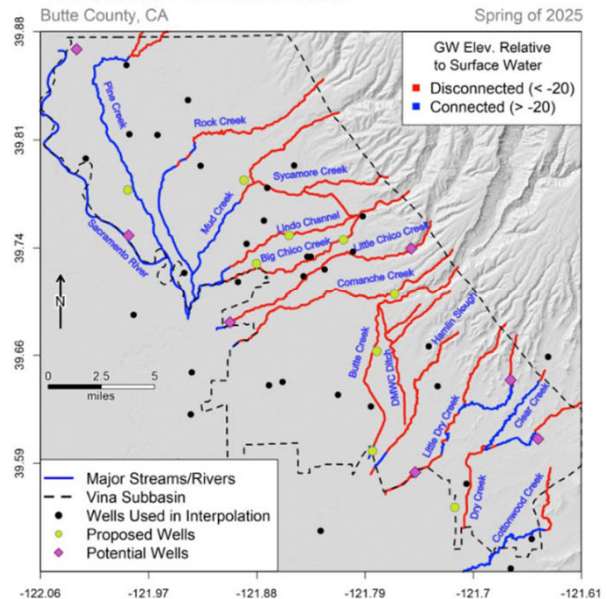 Butte County, CA
Spring of 2025
39.88
39.81
39.74
39.66
39.59
GW Elev. Relative
to Surface Water
Disconnected (< -20)
Connected (> -20)
Pine Creek
Rock Creek
Sycamore Creek
Mud Creek
Lindo Channel
Big Chico Creek
Little Chico Creek
Sacramento River
Comanche Creek
N
Butte Creek
DMWC Ditch
Hamlin Slough
Little Dry Creek
Clear Creek
Dry Creek
Cottonwood Creek
0 2.5 5
miles
Major Streams/Rivers
Vina Subbasin
Wells Used in Interpolation
Proposed Wells
Potential Wells
-122.06 -121.97 -121.88 -121.79 -121.7 -121.61